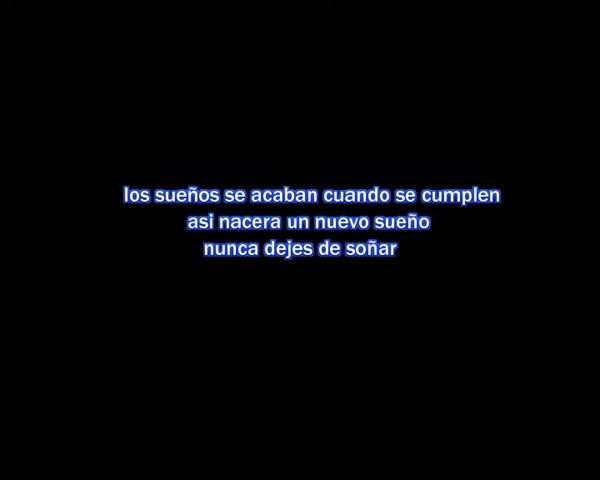 los sueños se acaban cuando se cumplen
asi nacera un nuevo sueño
nunca dejes de soñar